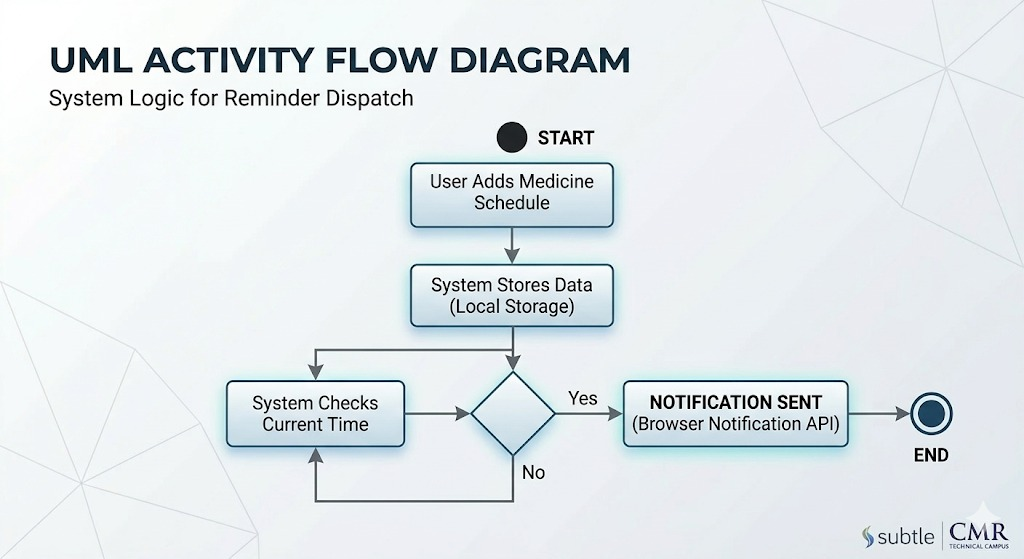 UML ACTIVITY FLOW DIAGRAM
System Logic for Reminder Dispatch
START
User Adds Medicine
Schedule
System Stores Data
(Local Storage)
System Checks
Current Time
Yes
No
NOTIFICATION SENT
(Browser Notification API)
END
subtle
CMR
TECHNICAL CAMPUS